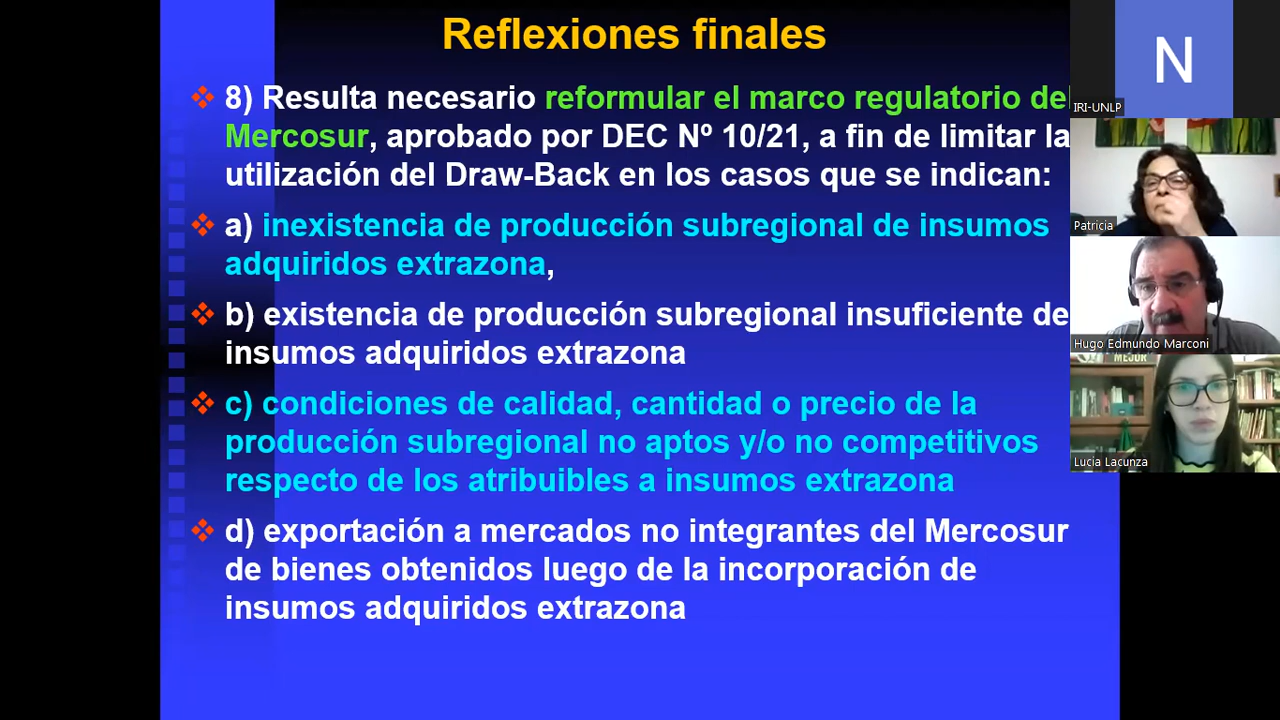 Reflexiones finales
❖ 8) Resulta necesario reformular el marco regulatorio del
Mercosur, aprobado por DEC Nº 10/21, a fin de limitar la
utilización del Draw-Back en los casos que se indican:
❖ a) inexistencia de producción subregional de insumos
adquiridos extrazona,
❖ b) existencia de producción subregional insuficiente de
insumos adquiridos extrazona
❖ c) condiciones de calidad, cantidad o precio de la
producción subregional no aptos y/o no competitivos
respecto de los atribuibles a insumos extrazona
❖ d) exportación a mercados no integrantes del Mercosur
de bienes obtenidos luego de la incorporación de
insumos adquiridos extrazona
N
IRI-UNLP
Patricia
Hugo Edmundo Marconi
MEJOR
Lucia Lacunza